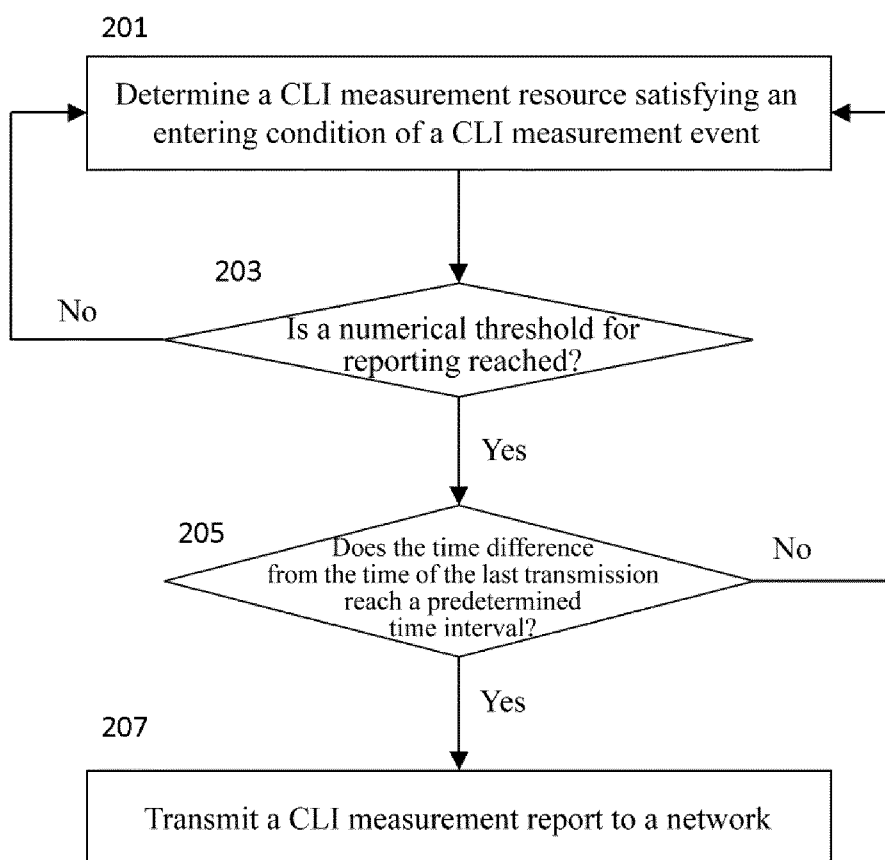 201
Determine a CLI measurement resource satisfying an
entering condition of a CLI measurement event
203
No
Is a numerical threshold for
reporting reached?
Yes
205
Does the time difference
from the time of the last transmission
reach a predetermined
time interval?
No
Yes
207
Transmit a CLI measurement report to a network